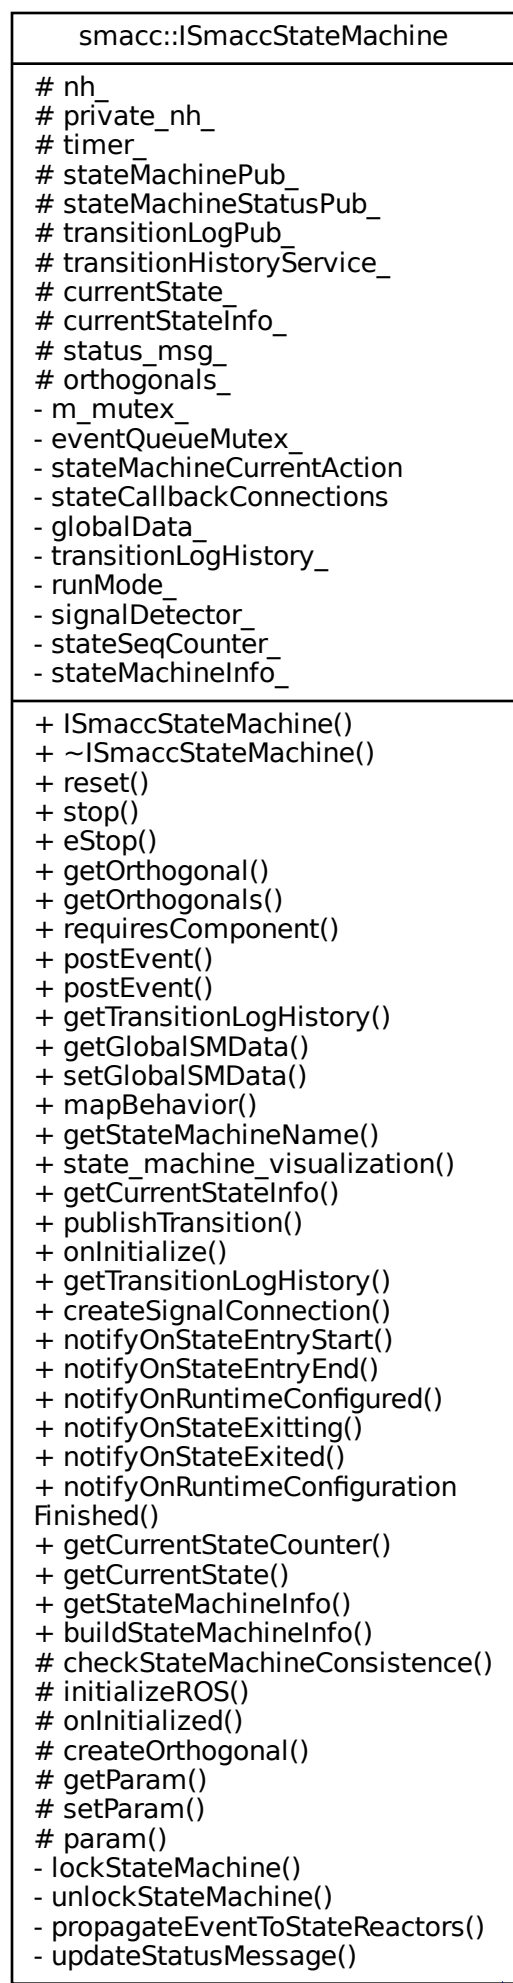 smacc::ISmaccStateMachine
# nh_
# private_nh_
# timer_
# stateMachinePub_
# stateMachineStatusPub_
# transitionLogPub_
# transitionHistoryService_
# currentState_
# currentStateInfo_
# status_msg_
# orthogonals_
- m_mutex_
- eventQueueMutex_
- stateMachineCurrentAction
- stateCallbackConnections
- globalData_
- transitionLogHistory_
- runMode_
- signalDetector_
- stateSeqCounter_
- stateMachineInfo_
+ ISmaccStateMachine()
+ ~ISmaccStateMachine()
+ reset()
+ stop()
+ eStop()
+ getOrthogonal()
+ getOrthogonals()
+ requiresComponent()
+ postEvent()
+ postEvent()
+ getTransitionLogHistory()
+ getGlobalSMData()
+ setGlobalSMData()
+ mapBehavior()
+ getStateMachineName()
+ state_machine_visualization()
+ getCurrentStateInfo()
+ publishTransition()
+ onInitialize()
+ getTransitionLogHistory()
+ createSignalConnection()
+ notifyOnStateEntryStart()
+ notifyOnStateEntryEnd()
+ notifyOnRuntimeConfigured()
+ notifyOnStateExitting()
+ notifyOnStateExited()
+ notifyOnRuntimeConfiguration
Finished()
+ getCurrentStateCounter()
+ getCurrentState()
+ getStateMachineInfo()
+ buildStateMachineInfo()
# checkStateMachineConsistence()
# initializeROS()
# onInitialized()
# createOrthogonal()
# getParam()
# setParam()
# param()
- lockStateMachine()
- unlockStateMachine()
- propagateEventToStateReactors()
- updateStatusMessage()